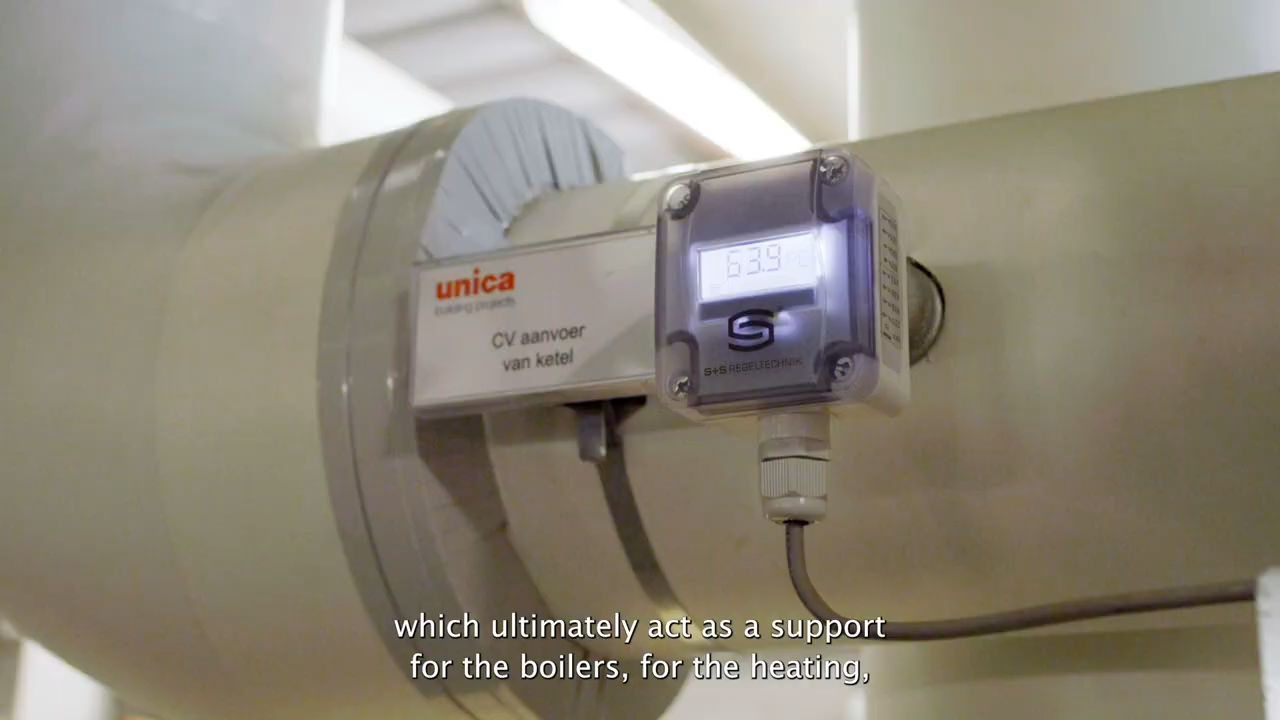 unica
building projects
CV aanvoer
van ketel
63.9 °C
S+S REGELTECHNIK
which ultimately act as a support
for the boilers, for the heating,